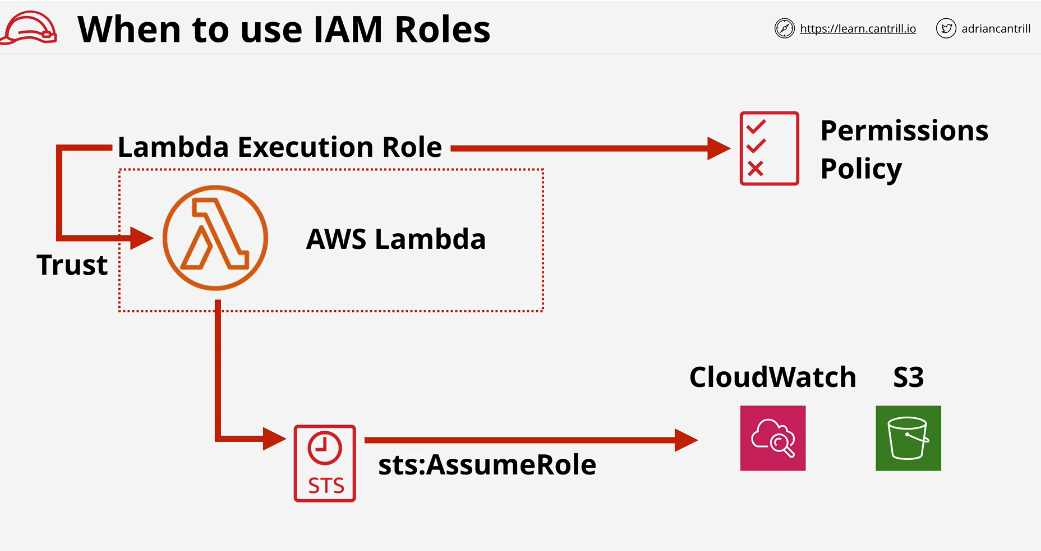 When to use IAM Roles
https://learn.cantrill.io
adriancantrill
Lambda Execution Role
Permissions
Policy
AWS Lambda
Trust
CloudWatch
S3
STS
sts:AssumeRole